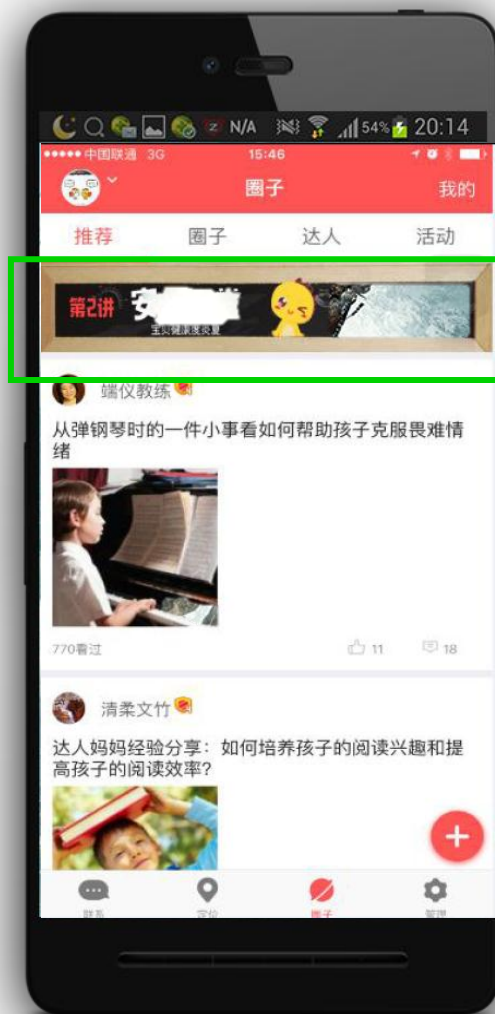 N/A 54% 20:14
中国联通 3G 15:46
圈子 我的
推荐 圈子 达人 活动
第2讲 安
端仪教练
从弹钢琴时的一件小事看如何帮助孩子克服畏难情
绪
770看过 11 18
清柔文竹
达人妈妈经验分享：如何培养孩子的阅读兴趣和提
高孩子的阅读效率?
联系 定位 圈子 管理